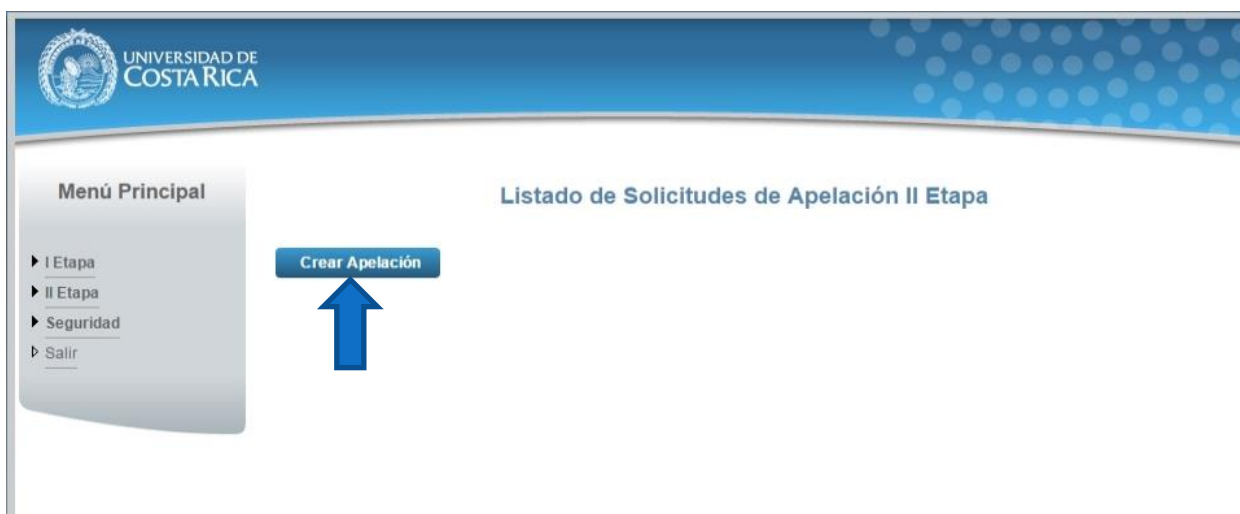 UNIVERSIDAD DE
COSTA RICA
Menú Principal
I Etapa
II Etapa
Seguridad
Salir
Listado de Solicitudes de Apelación II Etapa
Crear Apelación